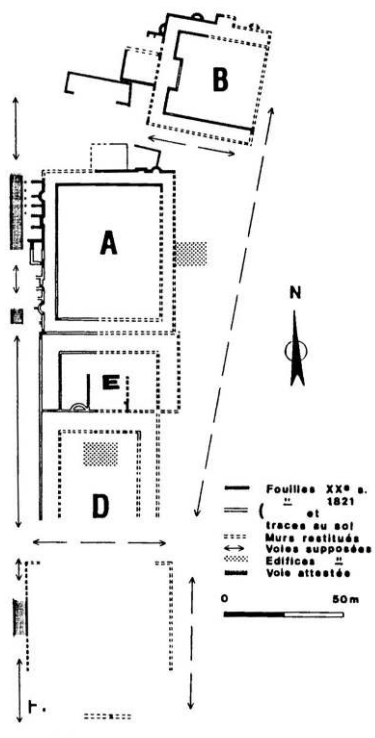 B
A
N
E
D
Fouilles XXe s.
( " 1821
et
traces au sol
Murs restitués
Voies supposées
Edifices "
Voie attestée
0 50m